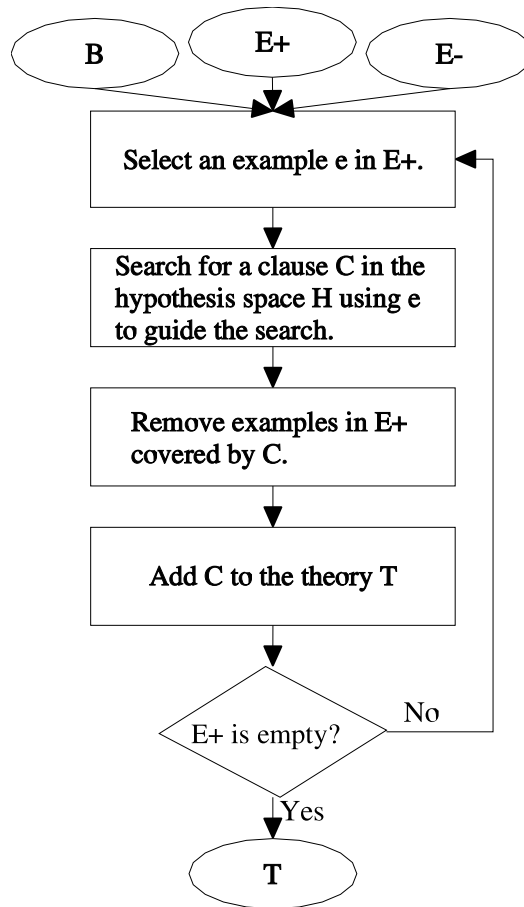 B
E+
E-
Select an example e in E+.
Search for a clause C in the
hypothesis space H using e
to guide the search.
Remove examples in E+
covered by C.
Add C to the theory T
E+ is empty?
No
Yes
T